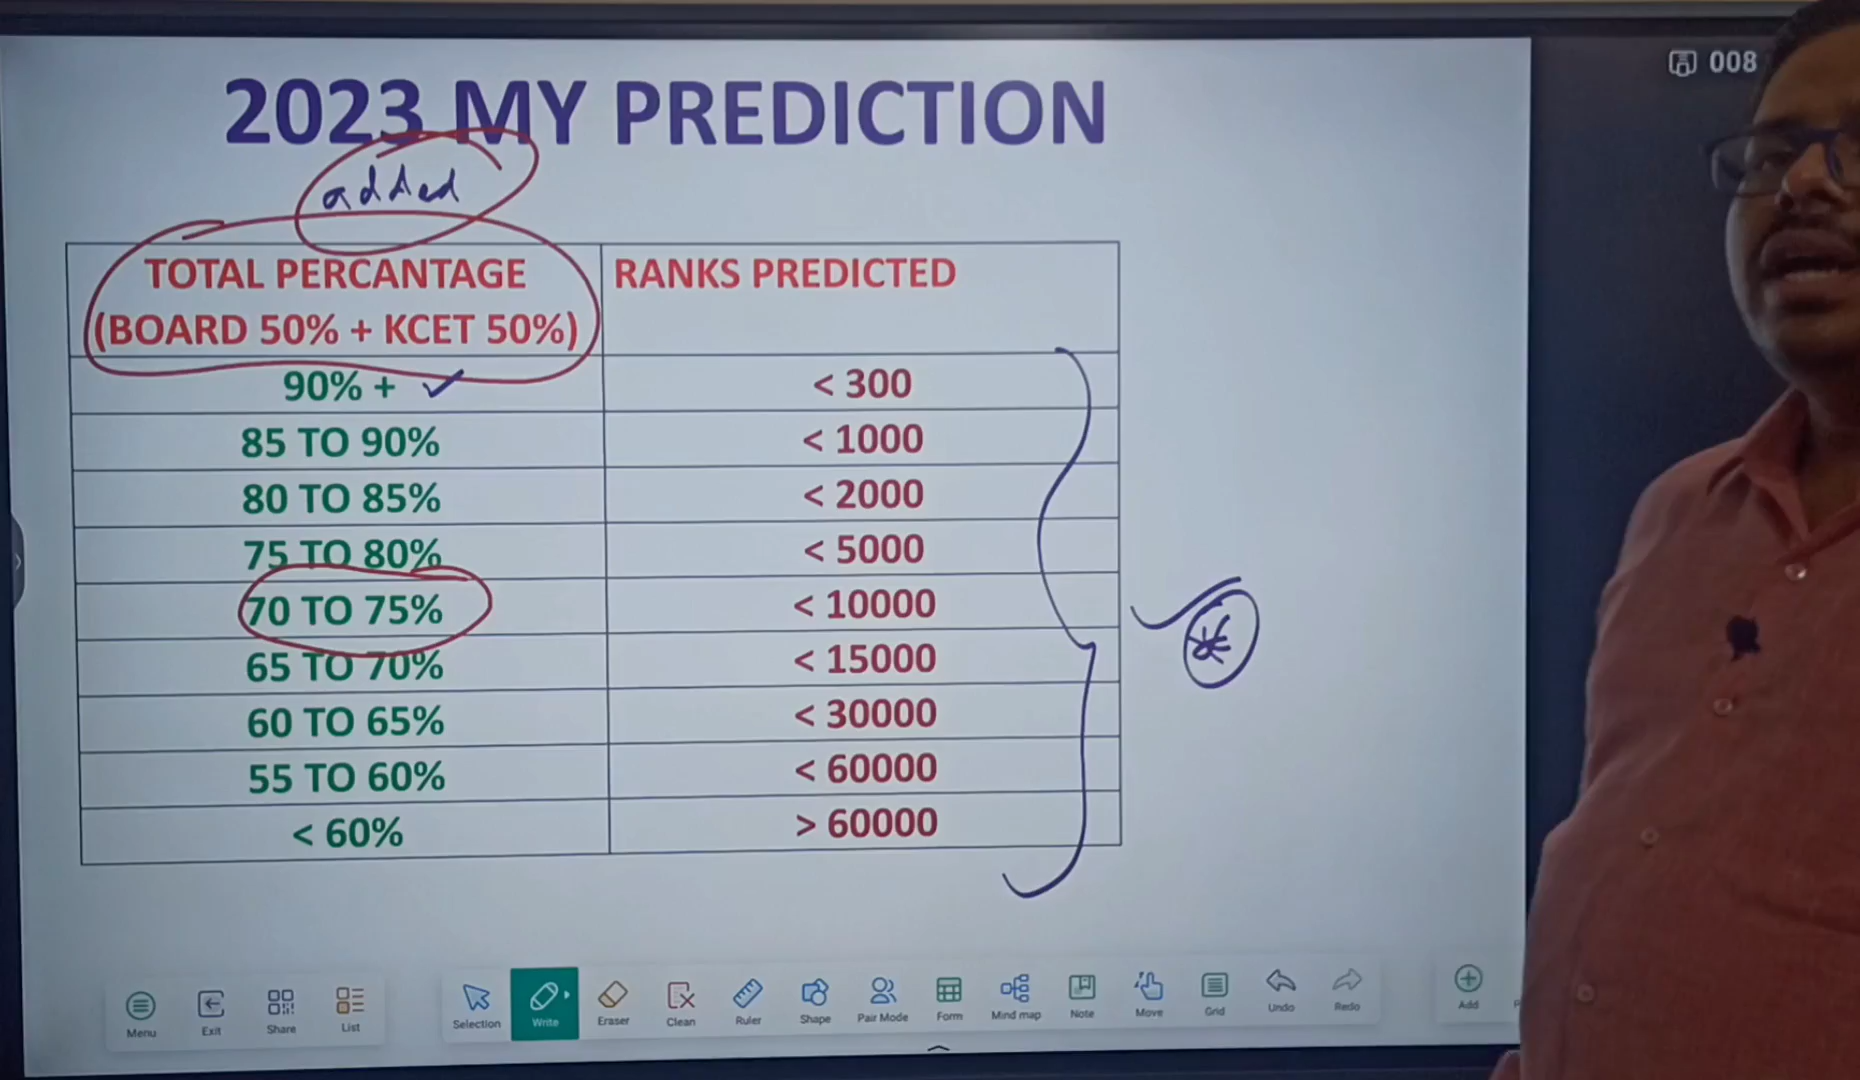 008
2023 MY PREDICTION
added
TOTAL PERCANTAGE
(BOARD 50% + KCET 50%)
RANKS PREDICTED
90% + < 300
85 TO 90% < 1000
80 TO 85% < 2000
75 TO 80% < 5000
70 TO 75% < 10000
65 TO 70% < 15000
60 TO 65% < 30000
55 TO 60% < 60000
< 60% > 60000
Menu Exit Share List Selection Write Eraser Clean Ruler Shape Pair Mode Form Mind map Note Move Grid Undo Redo Add